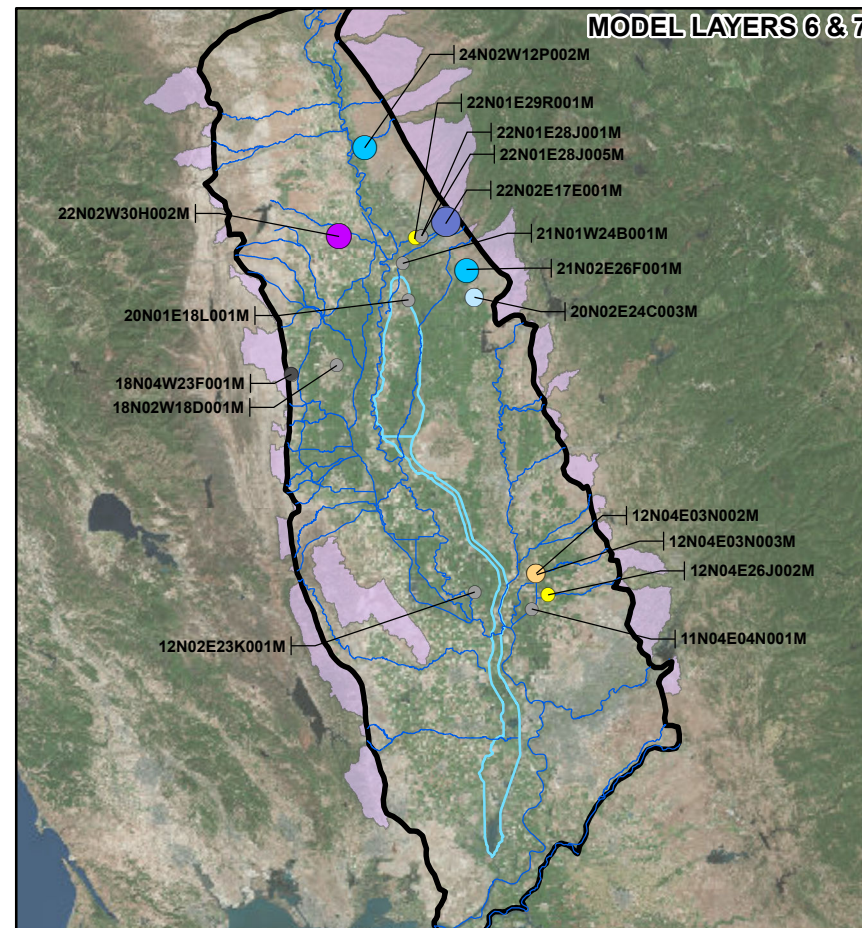 MODEL LAYERS 6 & 7
24N02W12P002M
22N01E29R001M
22N01E28J001M
22N01E28J005M
22N02E17E001M
22N02W30H002M
21N01W24B001M
21N02E26F001M
20N01E18L001M
20N02E24C003M
18N04W23F001M
18N02W18D001M
12N04E03N002M
12N04E03N003M
12N04E26J002M
12N02E23K001M
11N04E04N001M